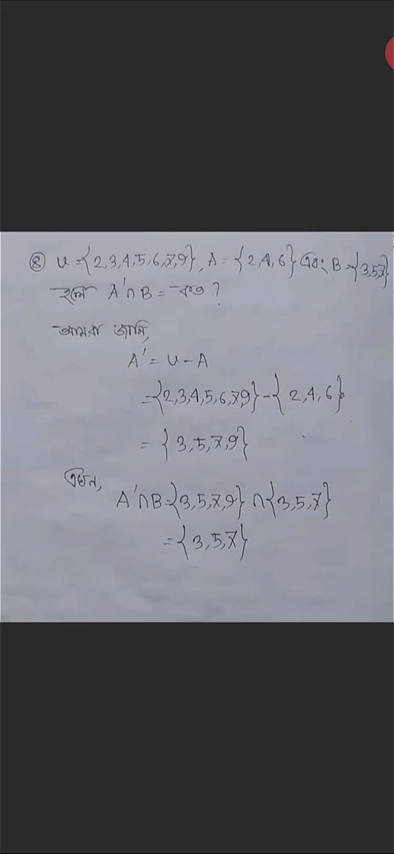 ⑧ U = {2,3,4,5,6,7,9}, A = {2,4,6} এবং B = {3,5,7}
হলে A'∩B = কত ?
আমরা জানি,
A' = U - A
= {2,3,4,5,6,7,9} - {2,4,6}
= {3,5,7,9}
এখন,
A'∩B = {3,5,7,9} ∩ {3,5,7}
= {3,5,7}